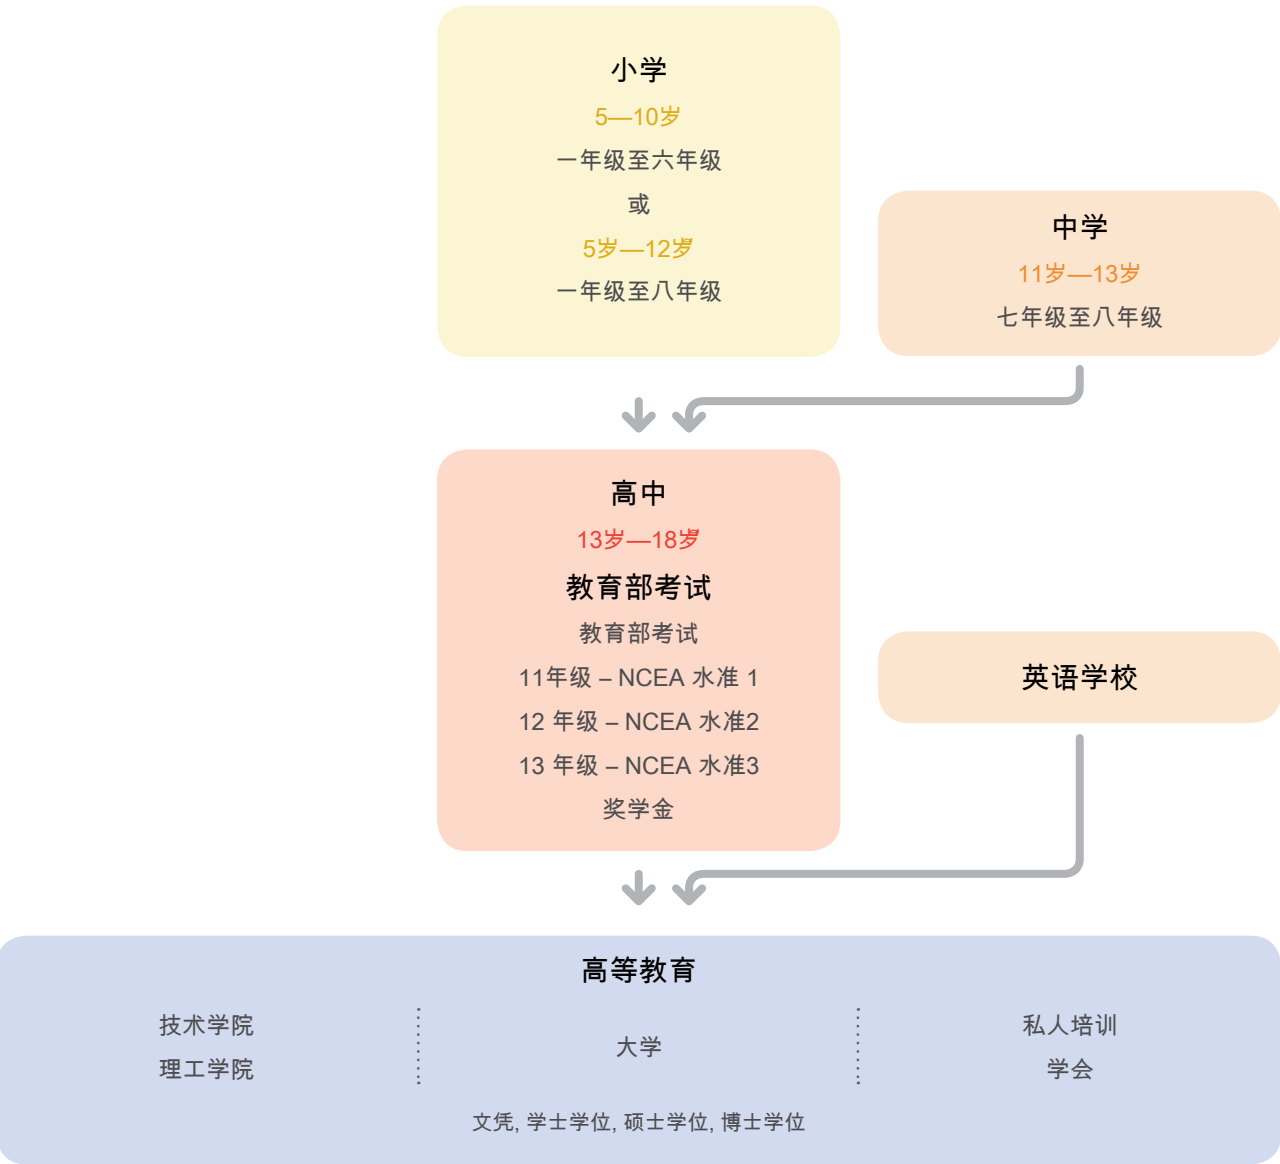 小学
5—10岁
一年级至六年级
或
5岁—12岁
一年级至八年级
中学
11岁—13岁
七年级至八年级
高中
13岁—18岁
教育部考试
教育部考试
11年级 – NCEA 水准 1
12 年级 – NCEA 水准2
13 年级 – NCEA 水准3
奖学金
英语学校
高等教育
技术学院
理工学院
大学
私人培训
学会
文凭, 学士学位, 硕士学位, 博士学位